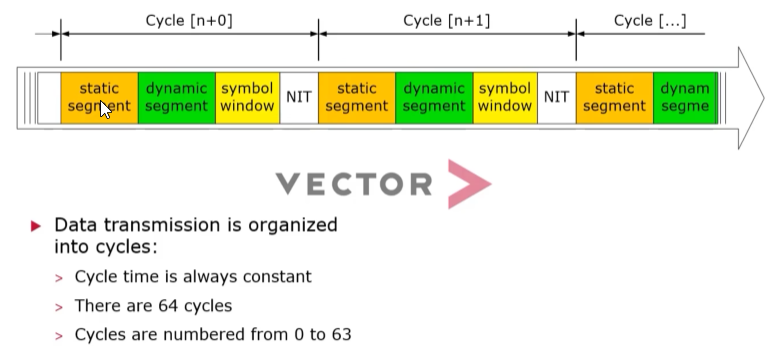 Cycle [n+0] Cycle [n+1] Cycle [...]
static dynamic symbol NIT static dynamic symbol NIT static dynam
segment segment window segment segment window segment segme
VECTOR
Data transmission is organized
into cycles:
> Cycle time is always constant
> There are 64 cycles
> Cycles are numbered from 0 to 63